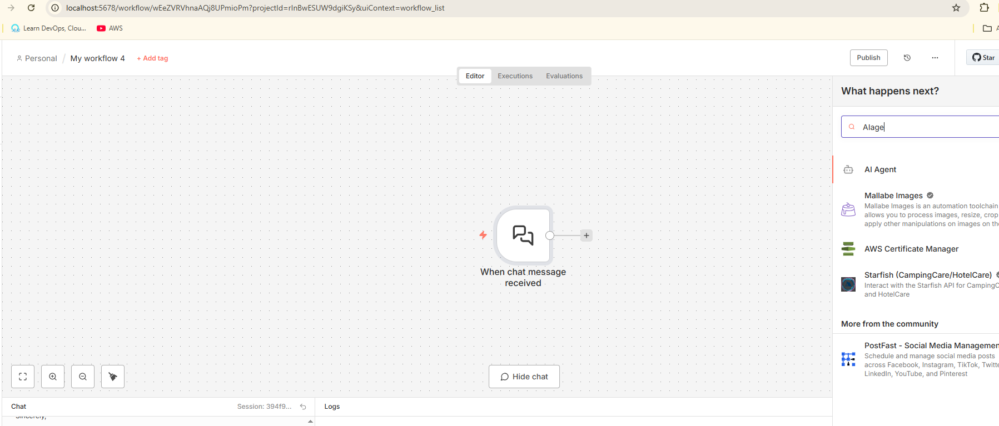 localhost:5678/workflow/wEeZVRVhnaAQj8UPmioPm?projectId=rlnBwESUW9dgiKSy&uiContext=workflow_list
Learn DevOps, Clou...
AWS
Personal / My workflow 4 + Add tag
Publish
Star
Editor Executions Evaluations
What happens next?
AIage
AI Agent
Mallabe Images
Mallabe Images is an automation toolchain
allows you to process images, resize, crop
apply other manipulations on images on th
AWS Certificate Manager
Starfish (CampingCare/HotelCare)
Interact with the Starfish API for CampingC
and HotelCare
More from the community
PostFast - Social Media Managemen
Schedule and manage social media posts
across Facebook, Instagram, TikTok, Twitte
LinkedIn, YouTube, and Pinterest
When chat message
received
Hide chat
Chat
Session: 394f9...
Logs
Sincerely,